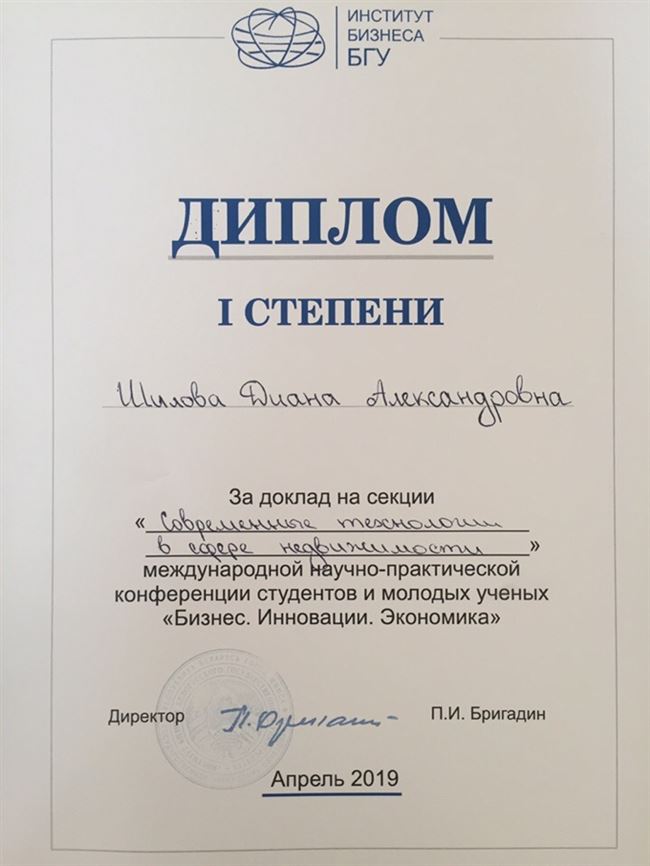 ИНСТИТУТ
БИЗНЕСА
БГУ
ДИПЛОМ
I СТЕПЕНИ
Шилова Диана Александровна
За доклад на секции
« Современные технологии
в сфере недвижимости »
международной научно-практической
конференции студентов и молодых ученых
«Бизнес. Инновации. Экономика»
Директор П.И. Бригадин
Апрель 2019